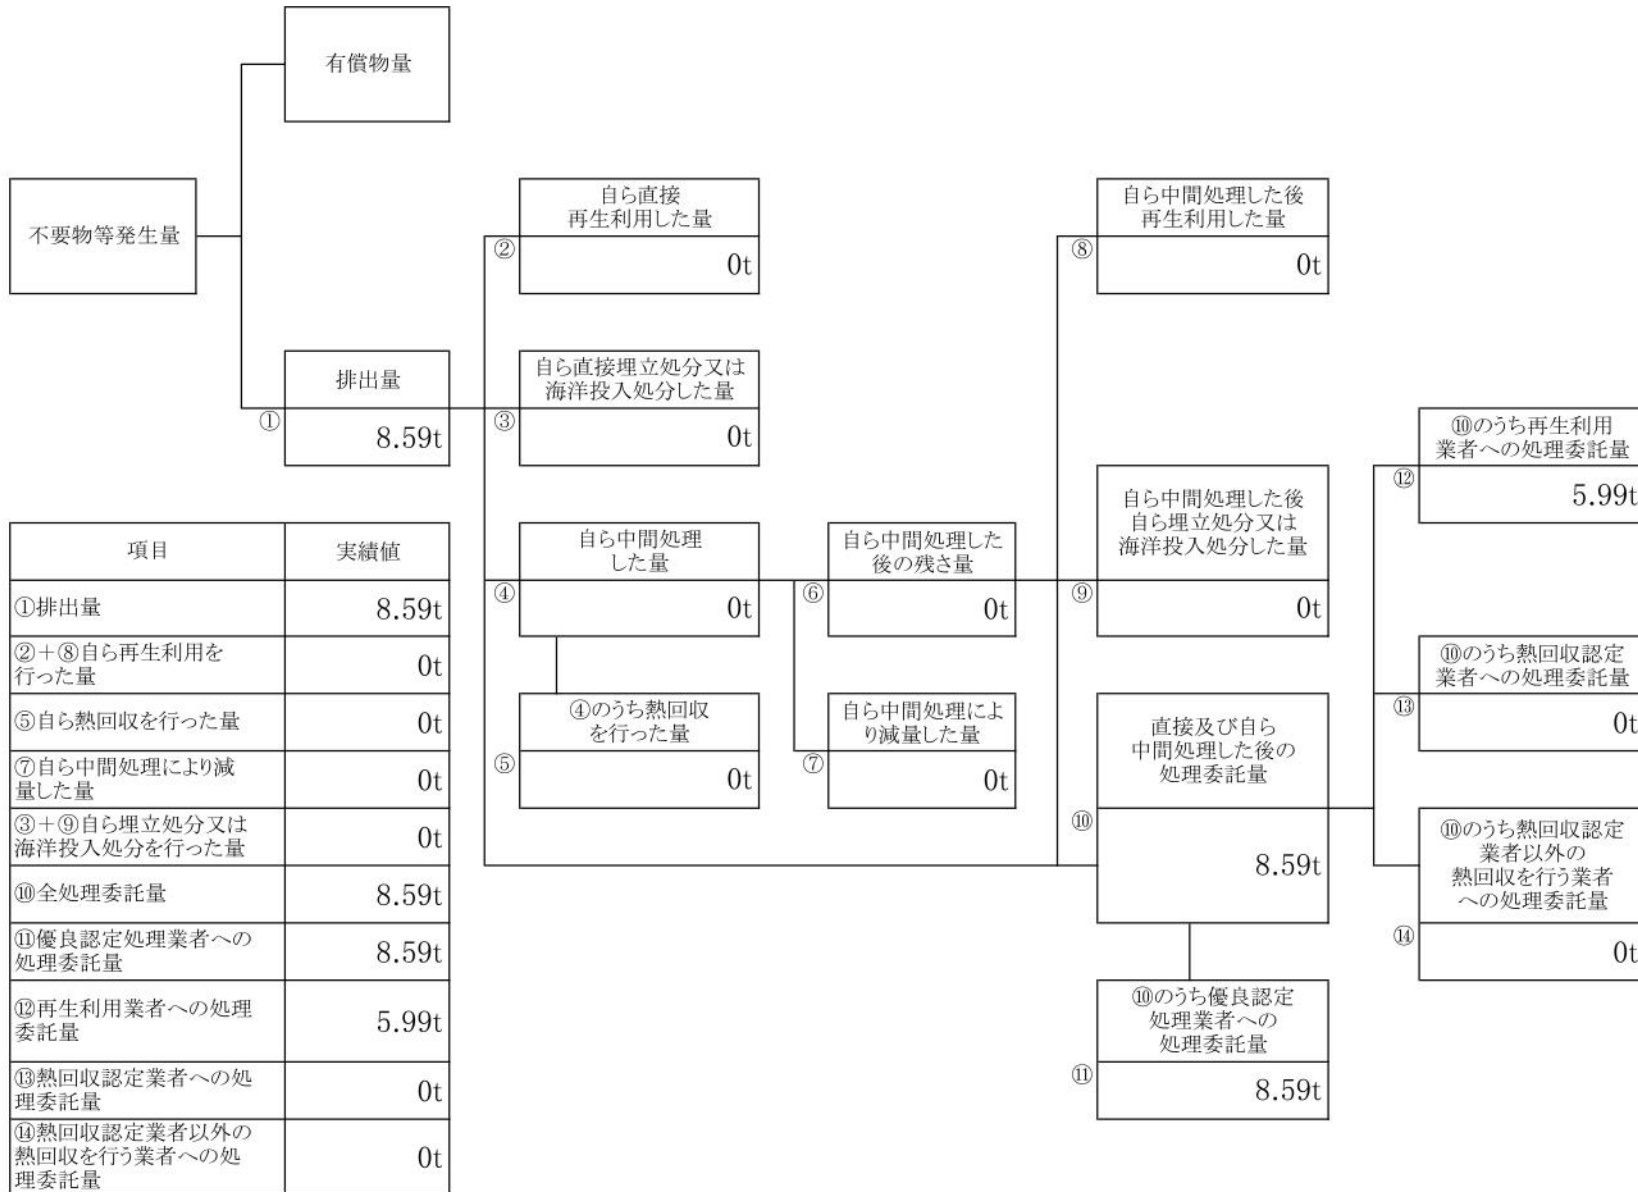 有償物量
不要物等発生量
自ら直接
再生利用した量
②
0t
自ら中間処理した後
再生利用した量
⑧
0t
排出量
①
8.59t
自ら直接埋立処分又は
海洋投入処分した量
③
0t
⑩のうち再生利用
業者への処理委託量
⑫
5.99t
自ら中間処理
した量
④
0t
自ら中間処理した
後の残さ量
⑥
0t
自ら中間処理した後
自ら埋立処分又は
海洋投入処分した量
⑨
0t
⑩のうち熱回収認定
業者への処理委託量
⑬
0t
④のうち熱回収
を行った量
⑤
0t
自ら中間処理によ
り減量した量
⑦
0t
直接及び自ら
中間処理した後の
処理委託量
⑩
8.59t
⑩のうち熱回収認定
業者以外の
熱回収を行う業者
への処理委託量
⑭
0t
⑩のうち優良認定
処理業者への
処理委託量
⑪
8.59t
項目 実績値
①排出量 8.59t
②+⑧自ら再生利用を
行った量 0t
⑤自ら熱回収を行った量 0t
⑦自ら中間処理により減
量した量 0t
③+⑨自ら埋立処分又は
海洋投入処分を行った量 0t
⑩全処理委託量 8.59t
⑪優良認定処理業者への
処理委託量 8.59t
⑫再生利用業者への処理
委託量 5.99t
⑬熱回収認定業者への処
理委託量 0t
⑭熱回収認定業者以外の
熱回収を行う業者への処
理委託量 0t